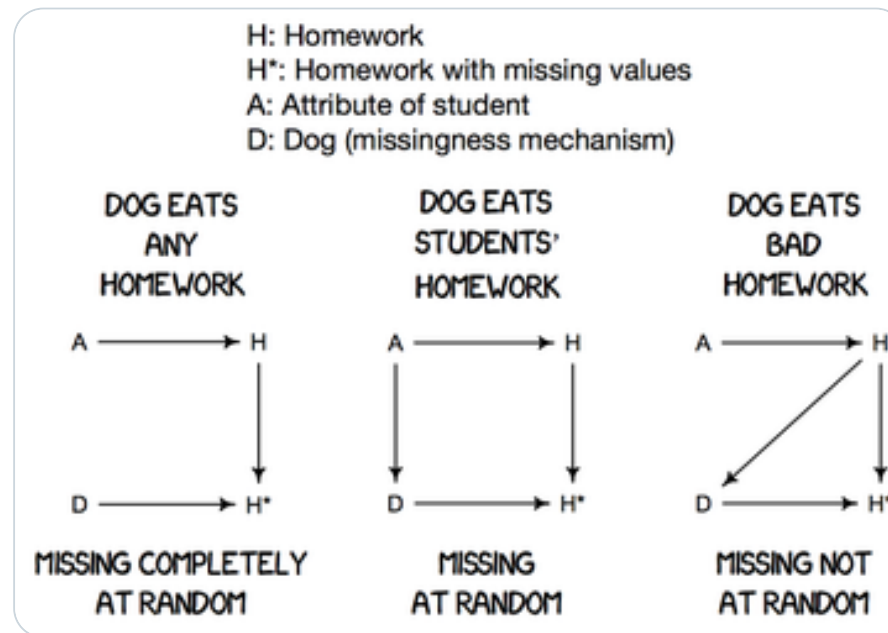 H: Homework
H*: Homework with missing values
A: Attribute of student
D: Dog (missingness mechanism)
DOG EATS
ANY
HOMEWORK
A
H
D
H*
MISSING COMPLETELY
AT RANDOM
DOG EATS
STUDENTS'
HOMEWORK
A
H
D
H*
MISSING
AT RANDOM
DOG EATS
BAD
HOMEWORK
A
H
D
H*
MISSING NOT
AT RANDOM